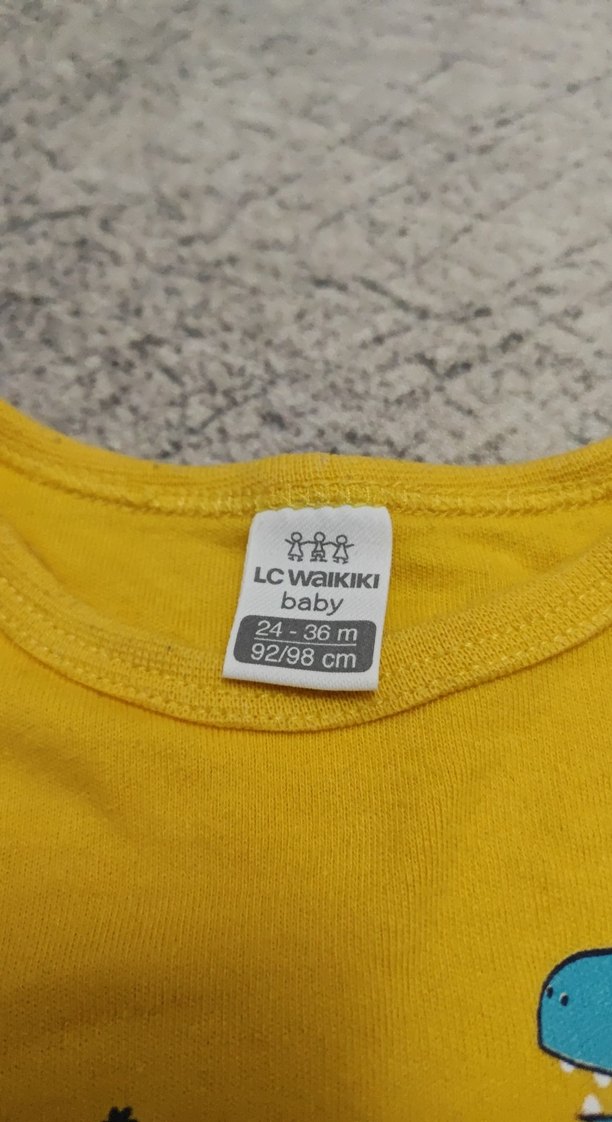 LC WAIKIKI
baby
24 - 36 m
92/98 cm